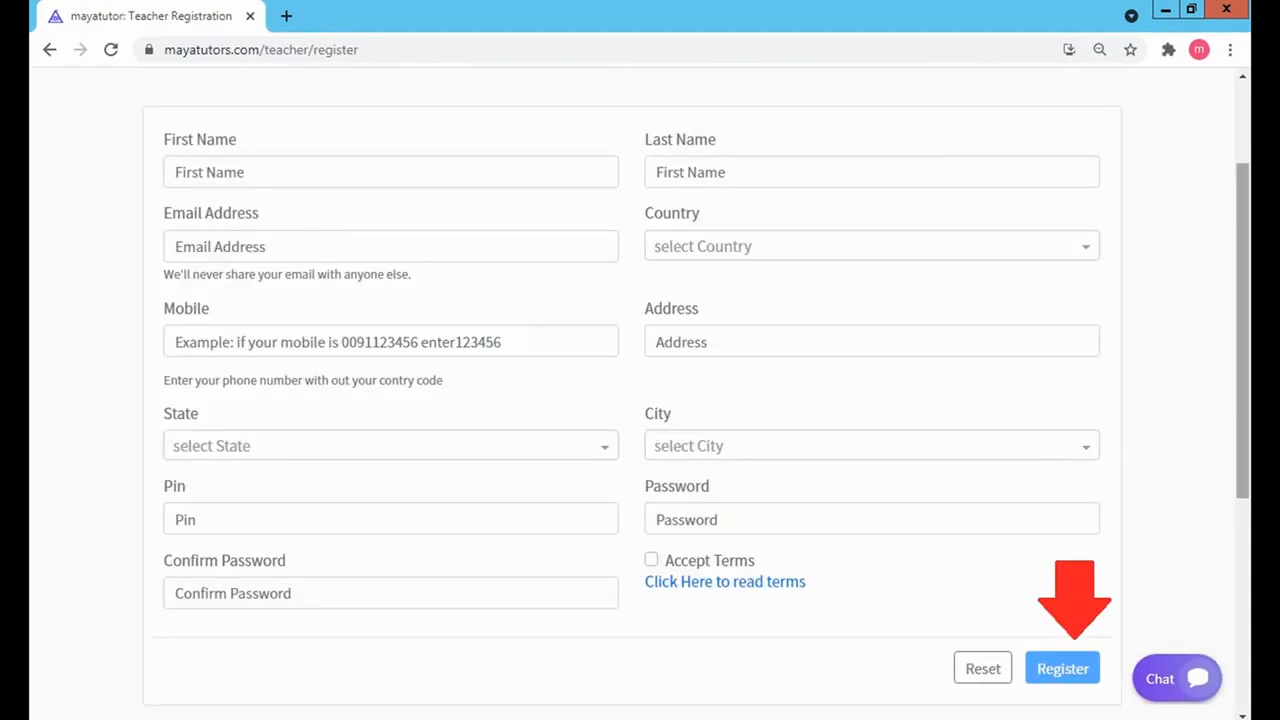 mayatutor: Teacher Registration
mayatutors.com/teacher/register
m
First Name
First Name
Last Name
First Name
Email Address
Email Address
We'll never share your email with anyone else.
Country
select Country
Mobile
Example: if your mobile is 0091123456 enter123456
Enter your phone number with out your contry code
Address
Address
State
select State
City
select City
Pin
Pin
Password
Password
Confirm Password
Confirm Password
Accept Terms
Click Here to read terms
Reset
Register
Chat